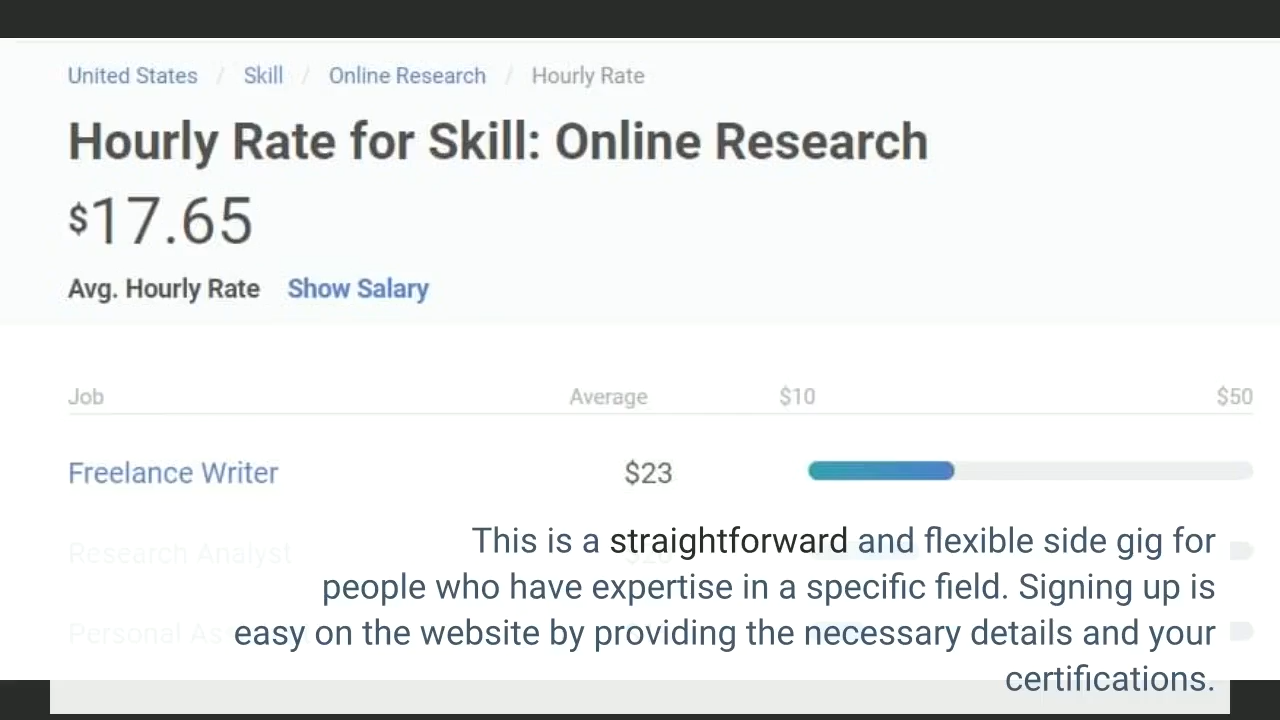 United States / Skill / Online Research / Hourly Rate
Hourly Rate for Skill: Online Research
$17.65
Avg. Hourly Rate Show Salary
Job Average $10 $50
Freelance Writer $23
Research Analyst
This is a straightforward and flexible side gig for
people who have expertise in a specific field. Signing up is
Personal
easy on the website by providing the necessary details and your
certifications.